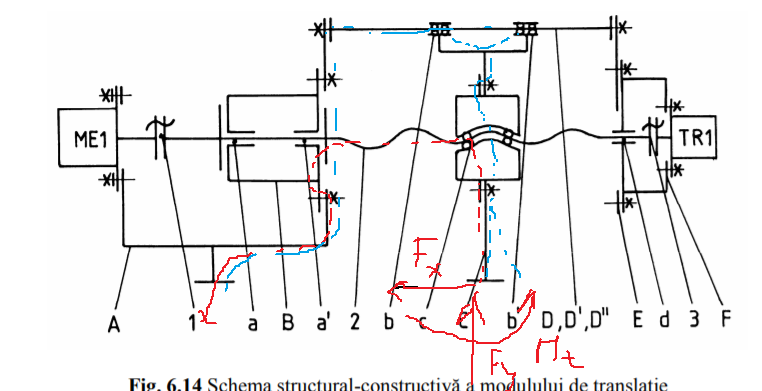 ME1
TR1
A 1 a B a' 2 b c C b' D, D', D'' E d 3 F
Fx
Fy
Mt
Fig. 6.14 Schema structural-constructivă a modulului de translație